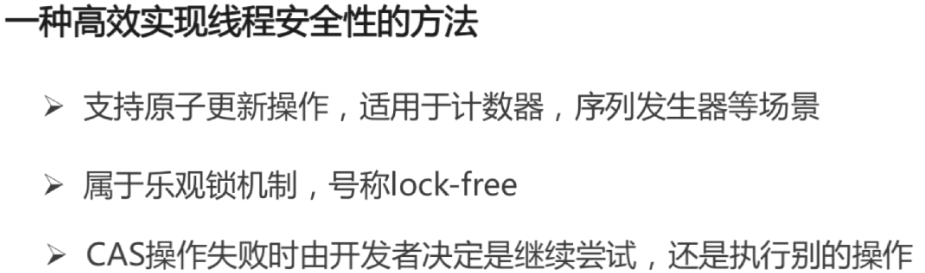 一种高效实现线程安全性的方法
➢ 支持原子更新操作，适用于计数器，序列发生器等场景
➢ 属于乐观锁机制，号称lock-free
➢ CAS操作失败时由开发者决定是继续尝试，还是执行别的操作